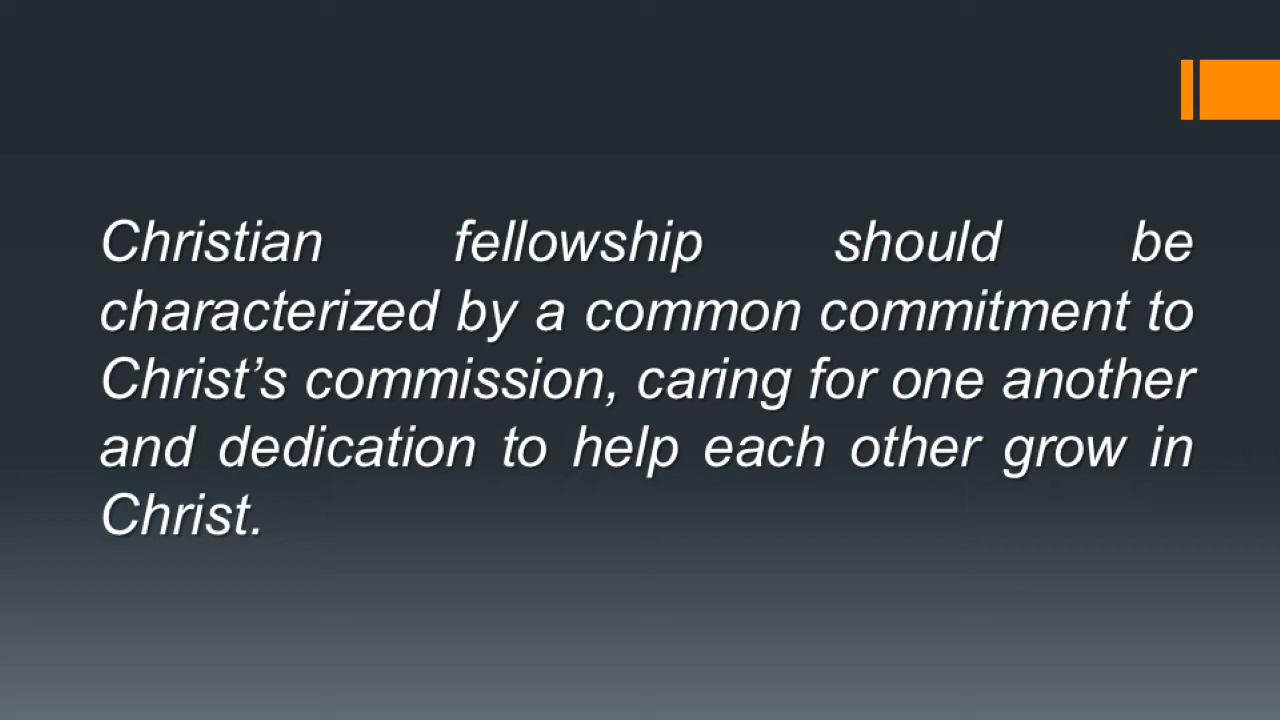 Christian fellowship should be
characterized by a common commitment to
Christ’s commission, caring for one another
and dedication to help each other grow in
Christ.